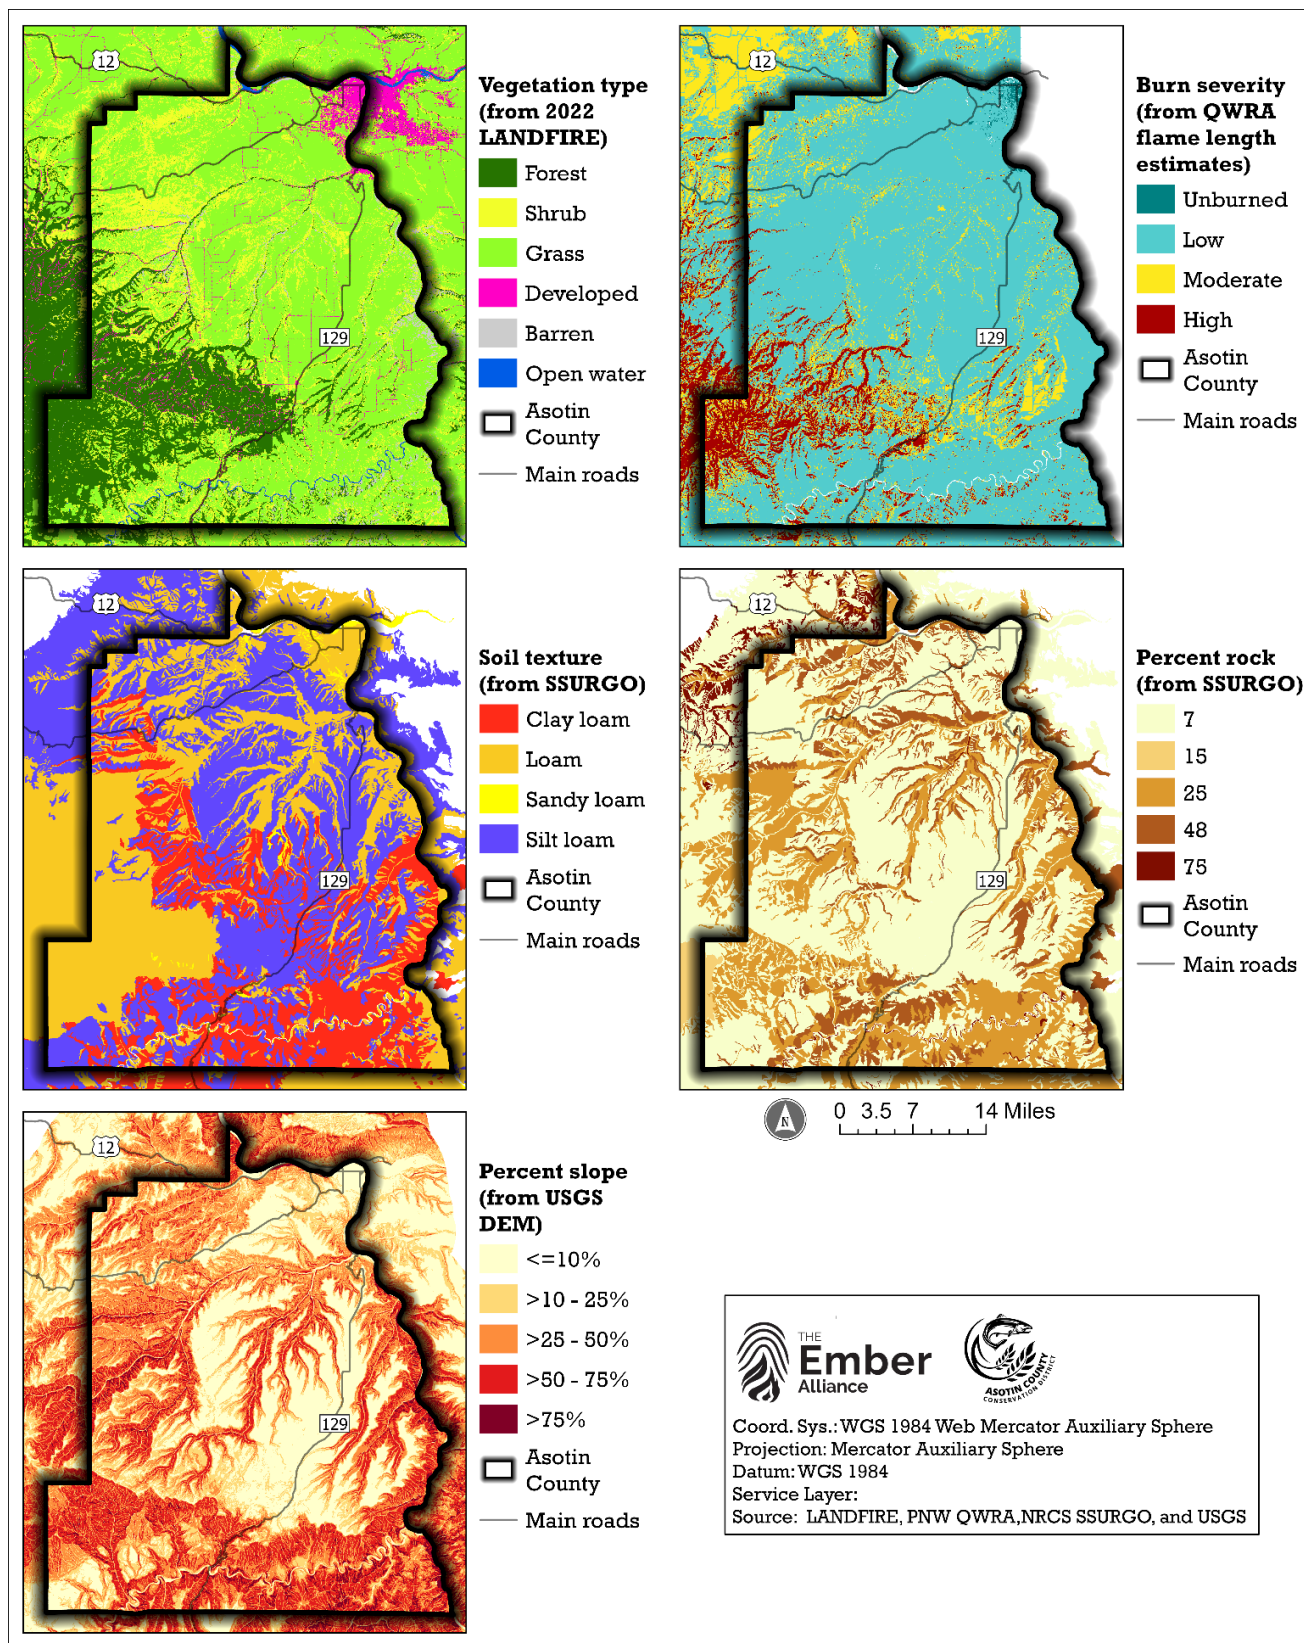 12
129
Vegetation type
(from 2022
LANDFIRE)
Forest
Shrub
Grass
Developed
Barren
Open water
Asotin
County
Main roads
12
129
Burn severity
(from QWRA
flame length
estimates)
Unburned
Low
Moderate
High
Asotin
County
Main roads
12
129
Soil texture
(from SSURGO)
Clay loam
Loam
Sandy loam
Silt loam
Asotin
County
Main roads
12
129
Percent rock
(from SSURGO)
7
15
25
48
75
Asotin
County
Main roads
N
0 3.5 7 14 Miles
12
129
Percent slope
(from USGS
DEM)
<=10%
>10 - 25%
>25 - 50%
>50 - 75%
>75%
Asotin
County
Main roads
THE
Ember
Alliance
ASOTIN COUNTY
CONSERVATION DISTRICT
Coord. Sys.: WGS 1984 Web Mercator Auxiliary Sphere
Projection: Mercator Auxiliary Sphere
Datum: WGS 1984
Service Layer:
Source: LANDFIRE, PNW QWRA,NRCS SSURGO, and USGS